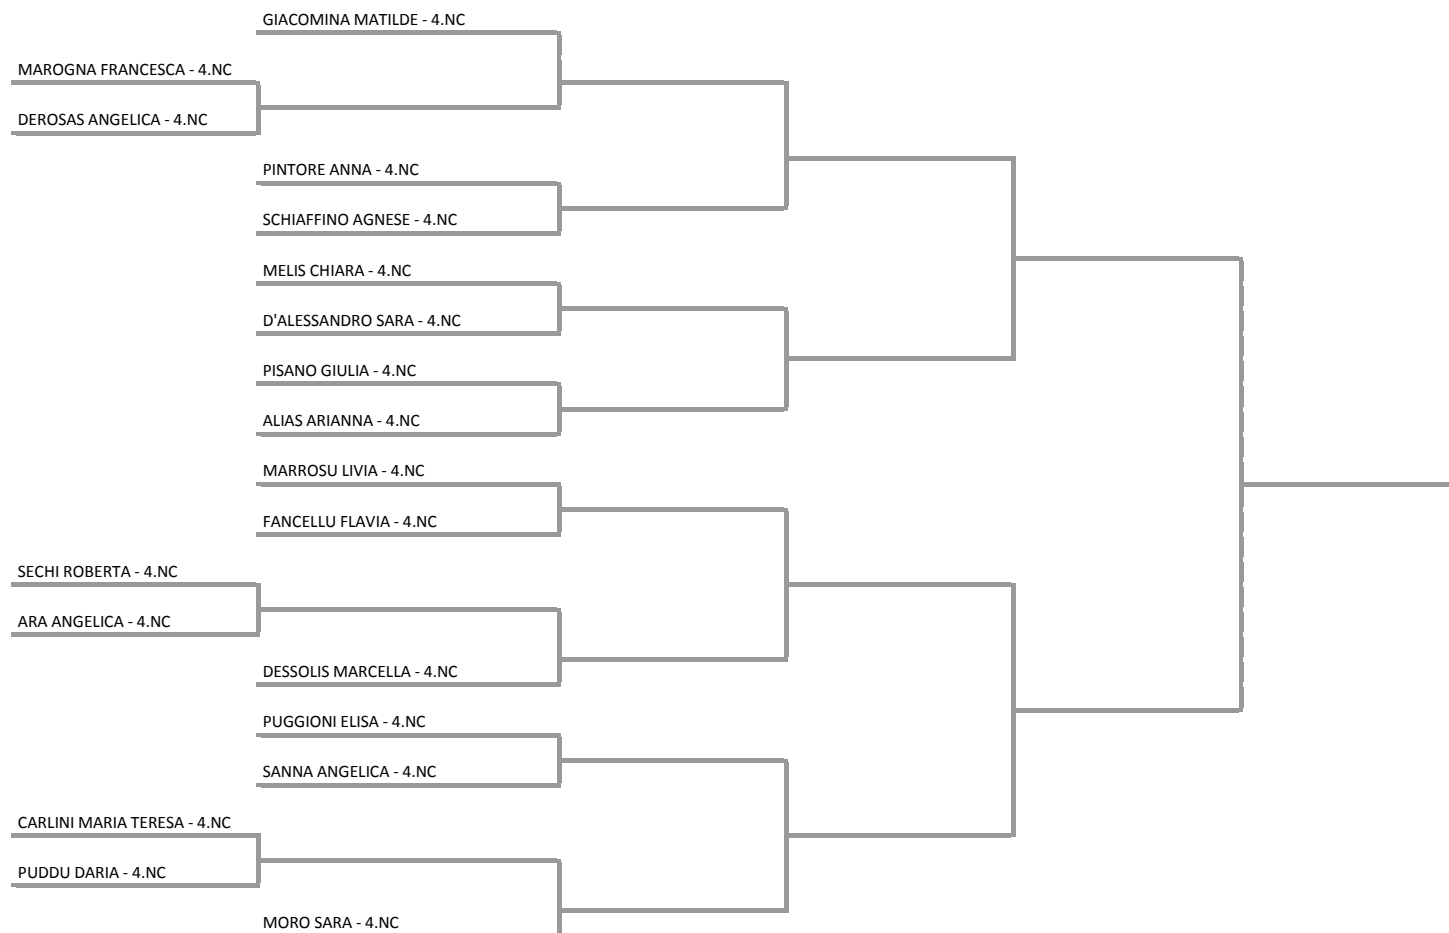 GIACOMINA MATILDE - 4.NC
MAROGNA FRANCESCA - 4.NC
DEROSAS ANGELICA - 4.NC
PINTORE ANNA - 4.NC
SCHIAFFINO AGNESE - 4.NC
MELIS CHIARA - 4.NC
D'ALESSANDRO SARA - 4.NC
PISANO GIULIA - 4.NC
ALIAS ARIANNA - 4.NC
MARROSU LIVIA - 4.NC
FANCELLU FLAVIA - 4.NC
SECHI ROBERTA - 4.NC
ARA ANGELICA - 4.NC
DESSOLIS MARCELLA - 4.NC
PUGGIONI ELISA - 4.NC
SANNA ANGELICA - 4.NC
CARLINI MARIA TERESA - 4.NC
PUDDU DARIA - 4.NC
MORO SARA - 4.NC